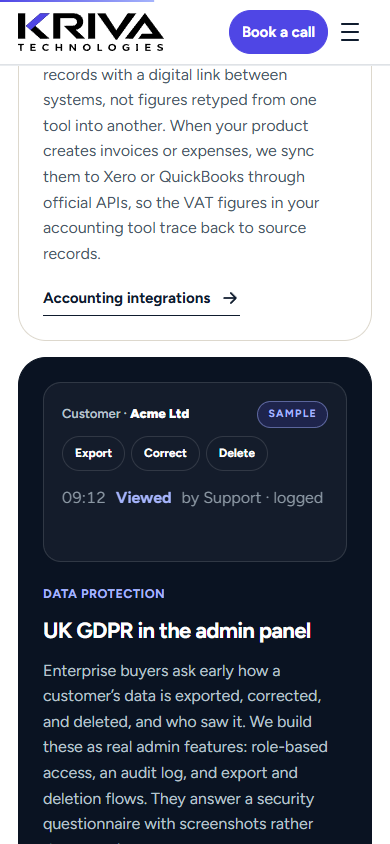 KRIVA
TECHNOLOGIES
Book a call
records with a digital link between
systems, not figures retyped from one
tool into another. When your product
creates invoices or expenses, we sync
them to Xero or QuickBooks through
official APIs, so the VAT figures in your
accounting tool trace back to source
records.
Accounting integrations →
Customer · Acme Ltd
SAMPLE
Export Correct Delete
09:12 Viewed by Support · logged
DATA PROTECTION
UK GDPR in the admin panel
Enterprise buyers ask early how a
customer’s data is exported, corrected,
and deleted, and who saw it. We build
these as real admin features: role-based
access, an audit log, and export and
deletion flows. They answer a security
questionnaire with screenshots rather